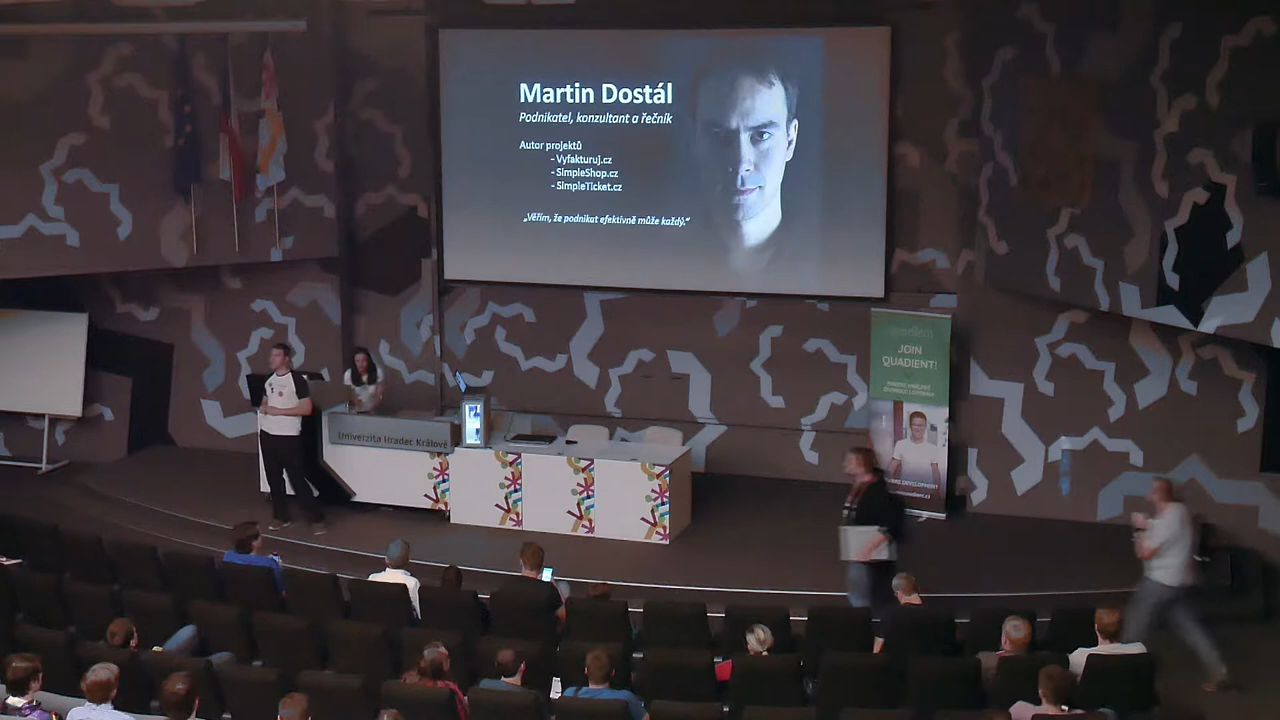 Martin Dostál
Podnikatel, konzultant a řečník
Autor projektů
- Vyfakturuj.cz
- SimpleShop.cz
- SimpleTicket.cz
„Věřím, že podnikat efektivně může každý.“
Univerzita Hradec Králové
JOIN
QUADIENT!